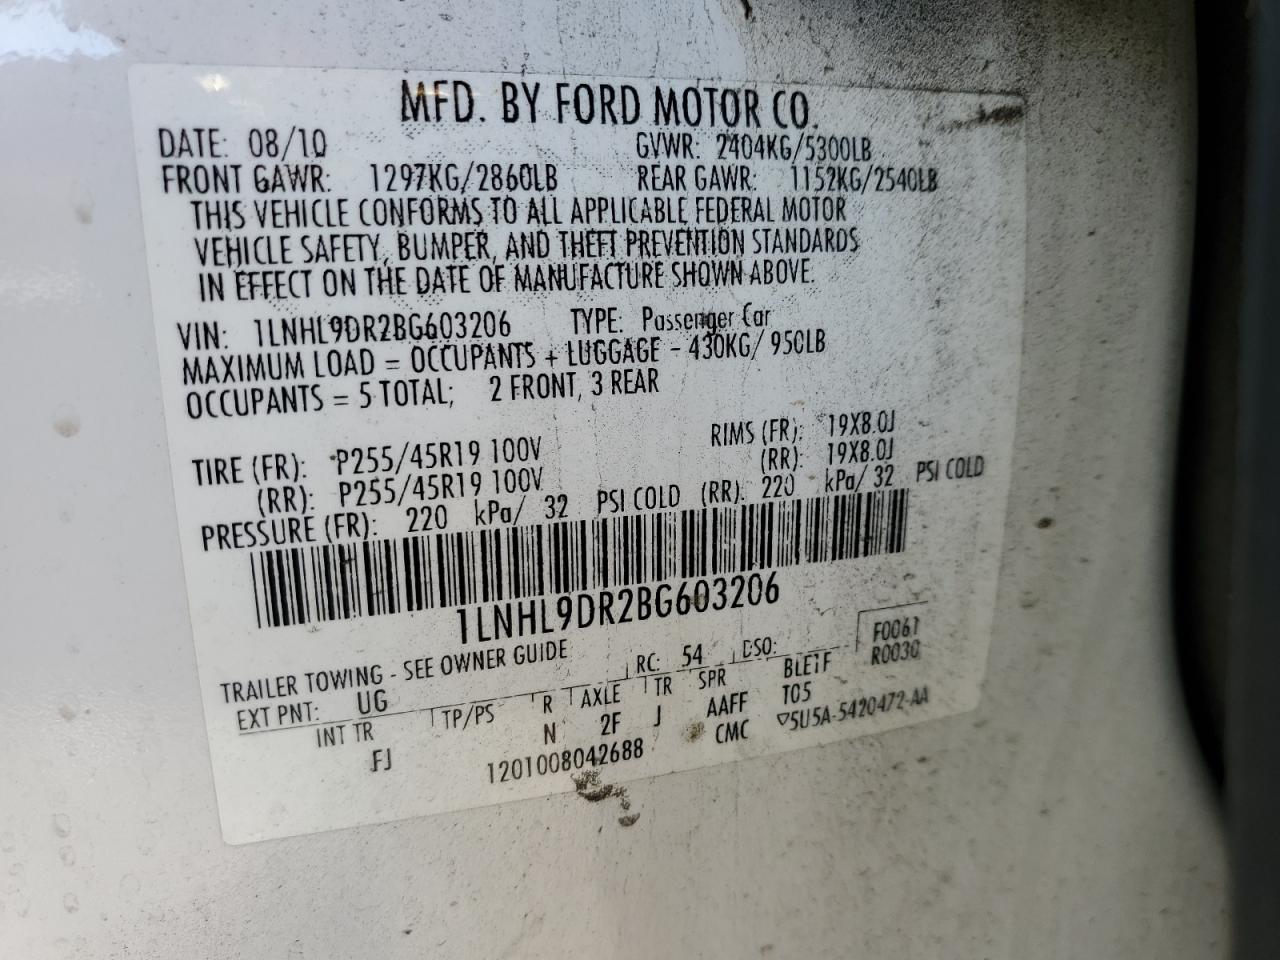 MFD. BY FORD MOTOR CO.
DATE: 08/10 GVWR: 2404KG/5300LB
FRONT GAWR: 1297KG/2860LB REAR GAWR: 1152KG/2540LB
THIS VEHICLE CONFORMS TO ALL APPLICABLE FEDERAL MOTOR
VEHICLE SAFETY, BUMPER, AND THEFT PREVENTION STANDARDS
IN EFFECT ON THE DATE OF MANUFACTURE SHOWN ABOVE.
VIN: 1LNHL9DR2BG603206 TYPE: Passenger Car
MAXIMUM LOAD = OCCUPANTS + LUGGAGE - 430KG/ 950LB
OCCUPANTS = 5 TOTAL; 2 FRONT, 3 REAR
TIRE (FR): P255/45R19 100V RIMS (FR): 19X8.0J
(RR): P255/45R19 100V (RR): 19X8.0J
PRESSURE (FR): 220 kPa/ 32 PSI COLD (RR): 220 kPa/ 32 PSI COLD
1LNHL9DR2BG603206
TRAILER TOWING - SEE OWNER GUIDE
EXT PNT: UG RC: 54 DSO: F0061
R0030
INT TR TP/PS R AXLE TR SPR BLE1F
FJ N 2F J AAFF T05
1201008042688 CMC ▽5U5A-5420472-AA